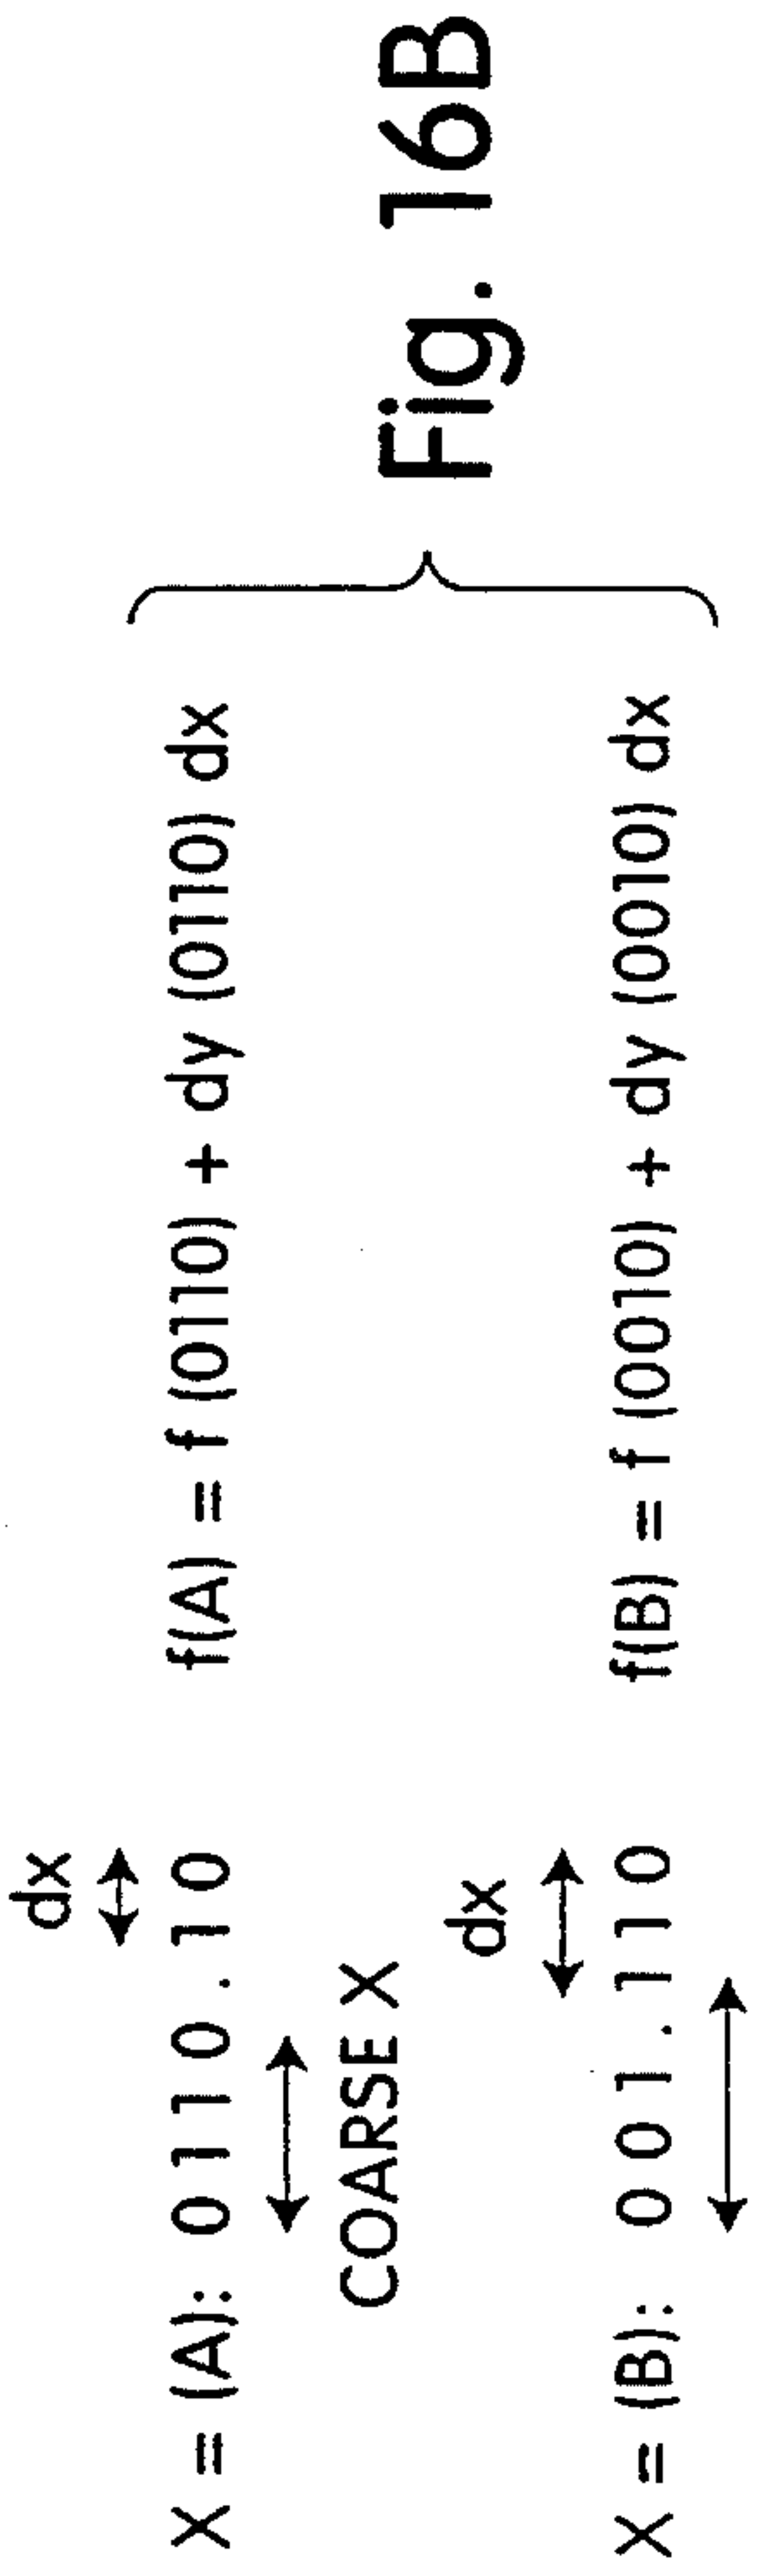 dx
X = (A): 0 1 1 0 . 1 0 f(A) = f (0110) + dy (0110) dx
COARSE X
dx
X = (B): 0 0 1 . 1 1 0 f(B) = f (0010) + dy (0010) dx
Fig. 16B